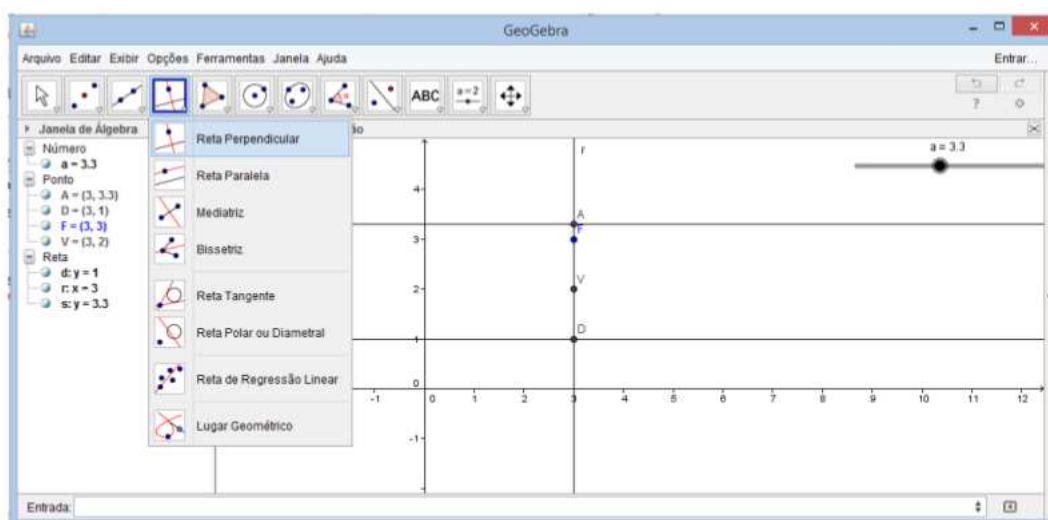 GeoGebra
Arquivo Editar Exibir Opções Ferramentas Janela Ajuda
Entrar...
ABC
a=2
?
Janela de Álgebra
Número
a = 3.3
Ponto
A = (3, 3.3)
D = (3, 1)
F = (3, 3)
V = (3, 2)
Reta
d: y = 1
r: x = 3
s: y = 3.3
Reta Perpendicular
Reta Paralela
Mediatriz
Bissetriz
Reta Tangente
Reta Polar ou Diametral
Reta de Regressão Linear
Lugar Geométrico
ão
r
a = 3.3
4
A
F
3
V
2
D
1
0
-1 0 1 2 3 4 5 6 7 8 9 10 11 12
-1
Entrada: